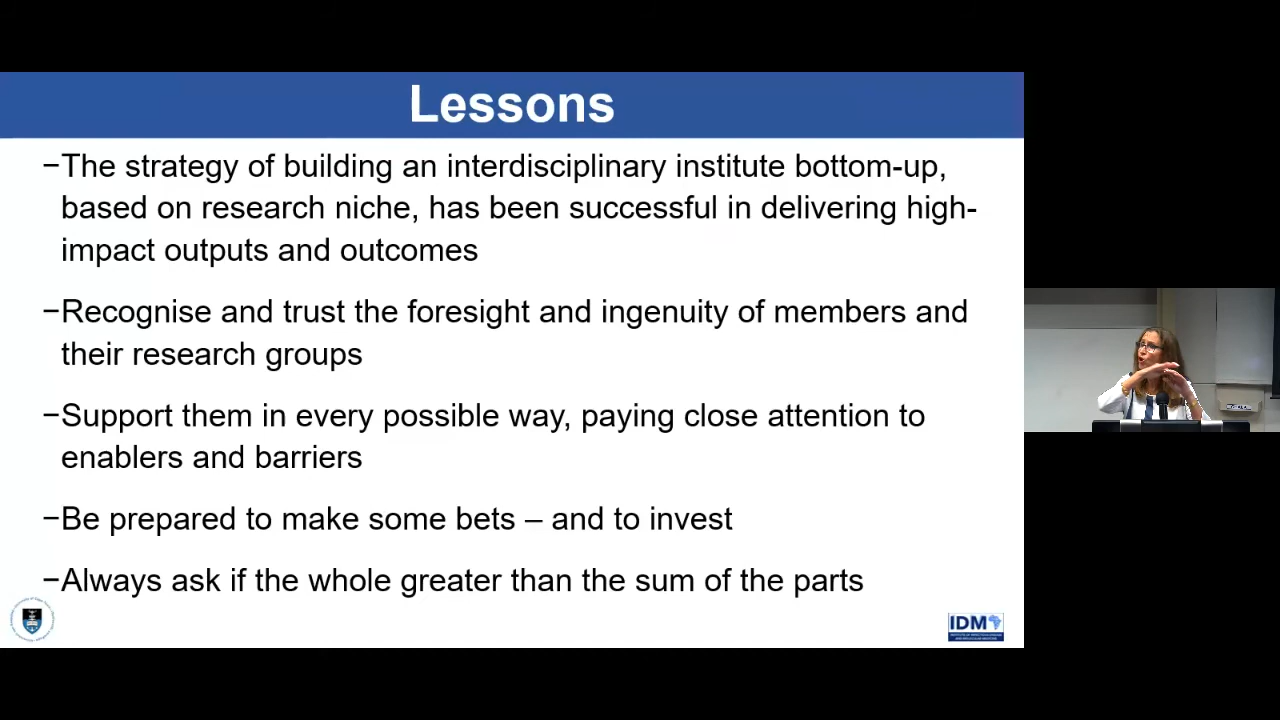 Lessons
–The strategy of building an interdisciplinary institute bottom-up,
based on research niche, has been successful in delivering high-
impact outputs and outcomes
–Recognise and trust the foresight and ingenuity of members and
their research groups
–Support them in every possible way, paying close attention to
enablers and barriers
–Be prepared to make some bets – and to invest
–Always ask if the whole greater than the sum of the parts
IDM